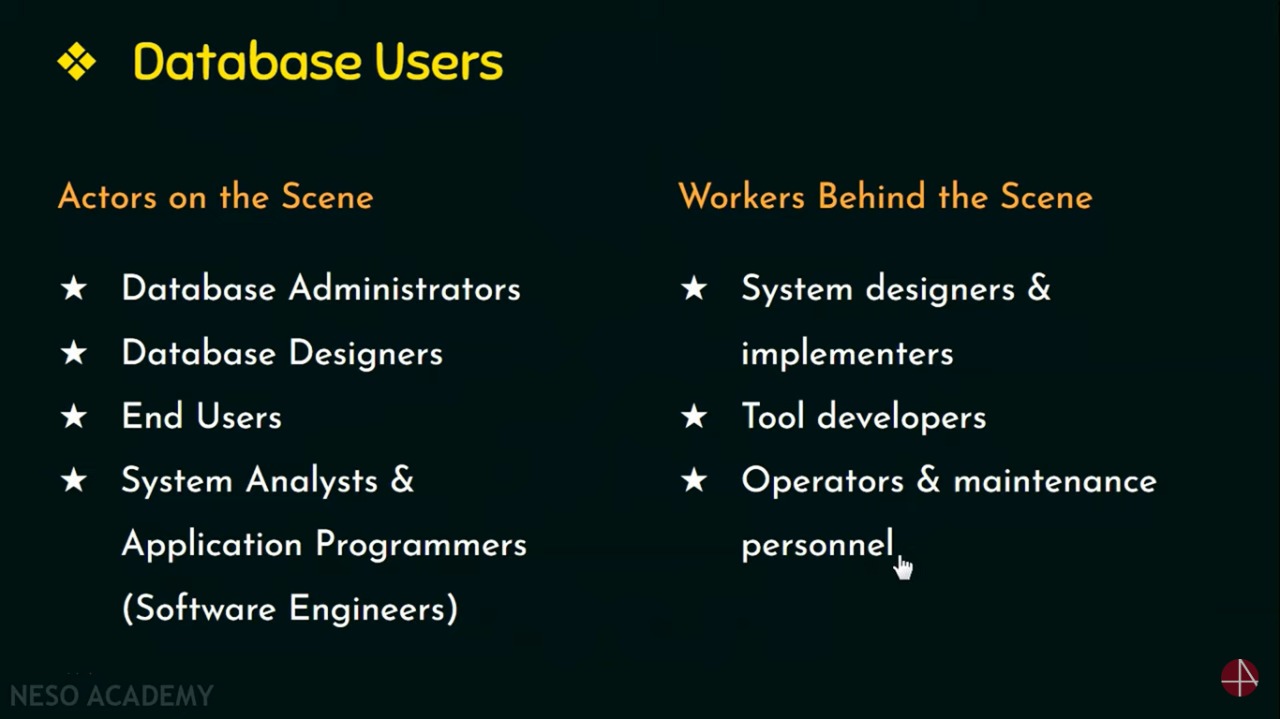 Database Users
Actors on the Scene
★ Database Administrators
★ Database Designers
★ End Users
★ System Analysts &
Application Programmers
(Software Engineers)
Workers Behind the Scene
★ System designers &
implementers
★ Tool developers
★ Operators & maintenance
personnel
NESO ACADEMY